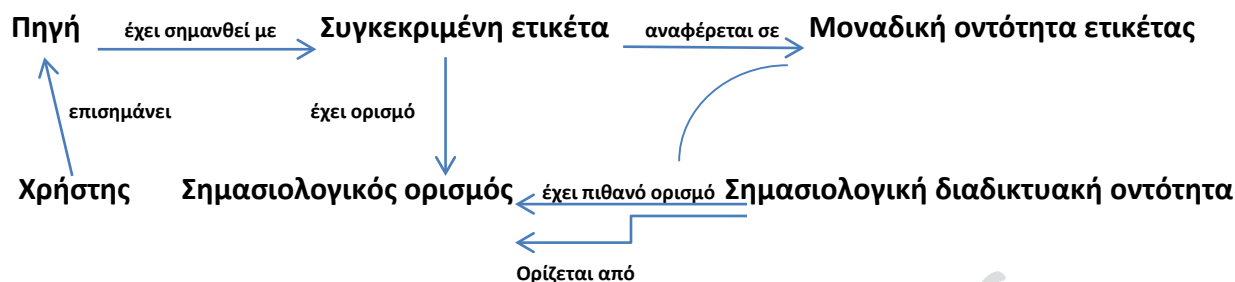 Πηγή έχει σημανθεί με Συγκεκριμένη ετικέτα αναφέρεται σε Μοναδική οντότητα ετικέτας
επισημάνει έχει ορισμό
Χρήστης Σημασιολογικός ορισμός έχει πιθανό ορισμό Σημασιολογική διαδικτυακή οντότητα
Ορίζεται από